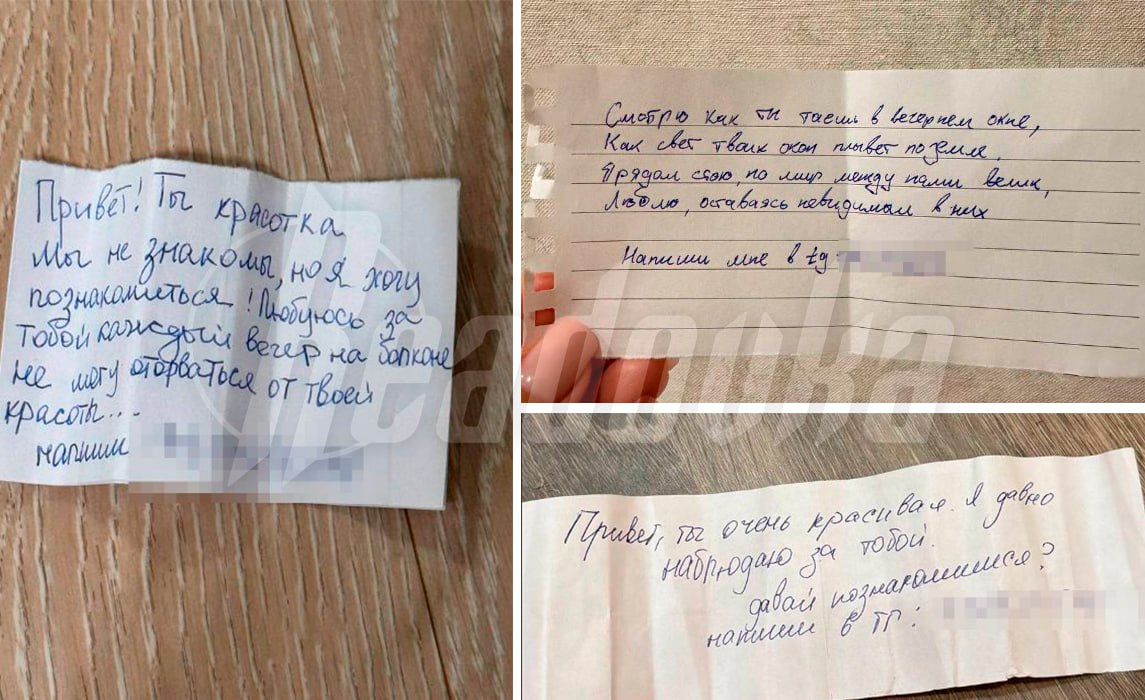 Привет! Ты красотка
Мы не знакомы, но я хочу
познакомиться! Любуюсь за
тобой каждый вечер на балконе
не могу оторваться от твоей
красоты...
напиши
Смотрю как ты таешь в вечернем окне,
Как свет твоих окон плывет по земле.
Я рядом стою, но мир между нами велик,
Люблю, оставаясь невидимым в них
Напиши мне в tg
Привет, ты очень красивая. Я давно
наблюдаю за тобой.
давай познакомимся?
напиши в ТГ:
Readovka